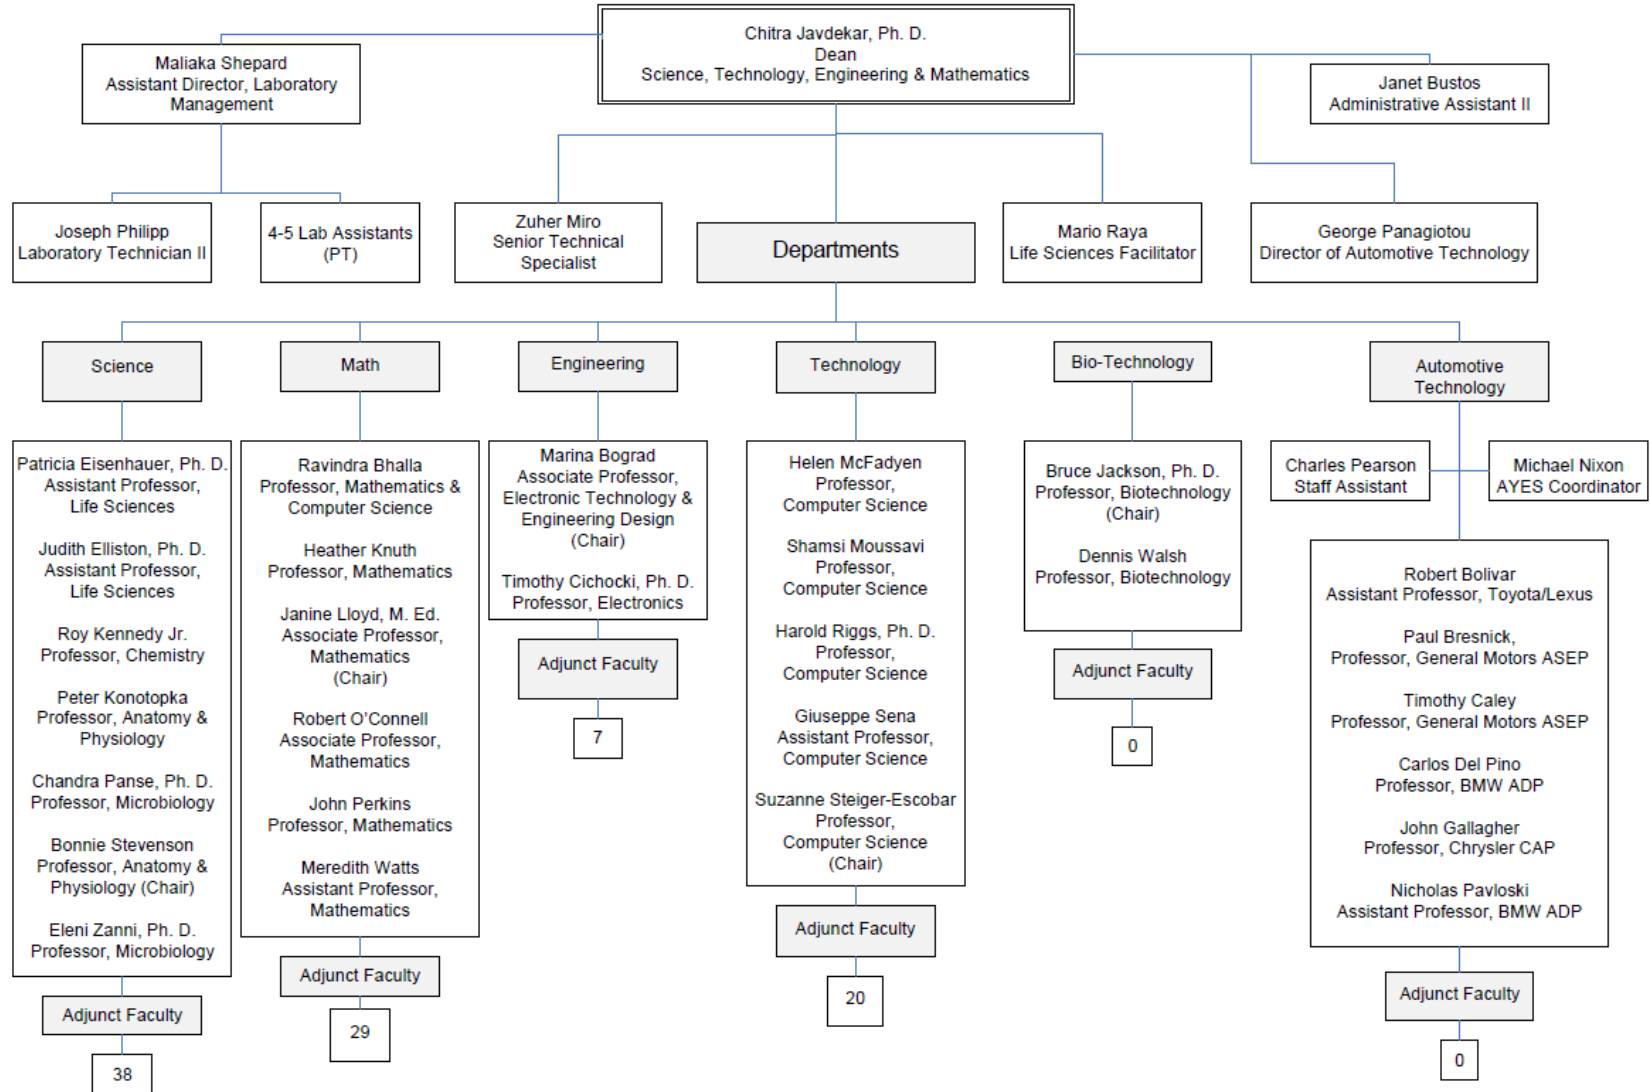 Chitra Javdekar, Ph. D.
Dean
Science, Technology, Engineering & Mathematics
Maliaka Shepard
Assistant Director, Laboratory
Management
Janet Bustos
Administrative Assistant II
Joseph Philipp
Laboratory Technician II
4-5 Lab Assistants
(PT)
Zuher Miro
Senior Technical
Specialist
Departments
Mario Raya
Life Sciences Facilitator
George Panagiotou
Director of Automotive Technology
Science
Patricia Eisenhauer, Ph. D.
Assistant Professor,
Life Sciences
Judith Elliston, Ph. D.
Assistant Professor,
Life Sciences
Roy Kennedy Jr.
Professor, Chemistry
Peter Konotopka
Professor, Anatomy &
Physiology
Chandra Panse, Ph. D.
Professor, Microbiology
Bonnie Stevenson
Professor, Anatomy &
Physiology (Chair)
Eleni Zanni, Ph. D.
Professor, Microbiology
Adjunct Faculty
38
Math
Ravindra Bhalla
Professor, Mathematics &
Computer Science
Heather Knuth
Professor, Mathematics
Janine Lloyd, M. Ed.
Associate Professor,
Mathematics
(Chair)
Robert O'Connell
Associate Professor,
Mathematics
John Perkins
Professor, Mathematics
Meredith Watts
Assistant Professor,
Mathematics
Adjunct Faculty
29
Engineering
Marina Bograd
Associate Professor,
Electronic Technology &
Engineering Design
(Chair)
Timothy Cichocki, Ph. D.
Professor, Electronics
Adjunct Faculty
7
Technology
Helen McFadyen
Professor,
Computer Science
Shamsi Moussavi
Professor,
Computer Science
Harold Riggs, Ph. D.
Professor,
Computer Science
Giuseppe Sena
Assistant Professor,
Computer Science
Suzanne Steiger-Escobar
Professor,
Computer Science
(Chair)
Adjunct Faculty
20
Bio-Technology
Bruce Jackson, Ph. D.
Professor, Biotechnology
(Chair)
Dennis Walsh
Professor, Biotechnology
Adjunct Faculty
0
Automotive
Technology
Charles Pearson
Staff Assistant
Michael Nixon
AYES Coordinator
Robert Bolivar
Assistant Professor, Toyota/Lexus
Paul Bresnick,
Professor, General Motors ASEP
Timothy Caley
Professor, General Motors ASEP
Carlos Del Pino
Professor, BMW ADP
John Gallagher
Professor, Chrysler CAP
Nicholas Pavloski
Assistant Professor, BMW ADP
Adjunct Faculty
0